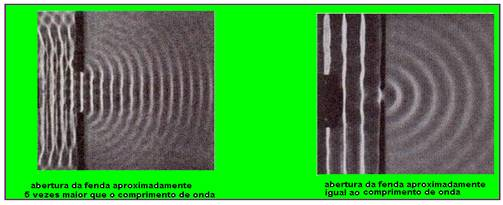 abertura da fenda aproximadamente
6 vezes maior que o comprimento de onda
abertura da fenda aproximadamente
igual ao comprimento de onda